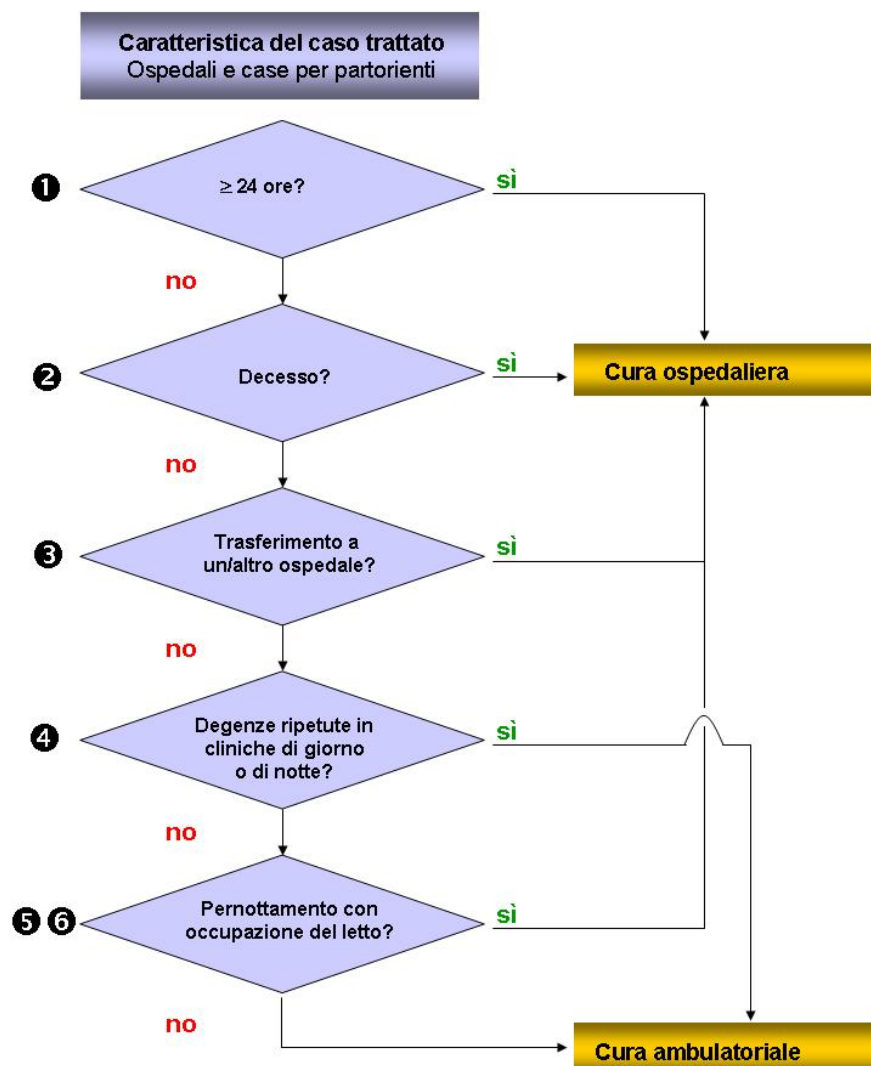 Caratteristica del caso trattato
Ospedali e case per partorienti
❶
≥ 24 ore?
sì
no
❷
Decesso?
sì
Cura ospedaliera
no
❸
Trasferimento a
un/altro ospedale?
sì
no
❹
Degenze ripetute in
cliniche di giorno
o di notte?
sì
no
❺ ❻
Pernottamento con
occupazione del letto?
sì
no
Cura ambulatoriale